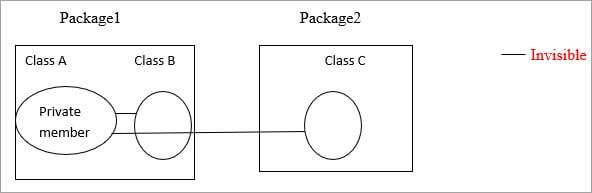 Package1
Package2
Class A
Class B
Class C
Invisible
Private
member